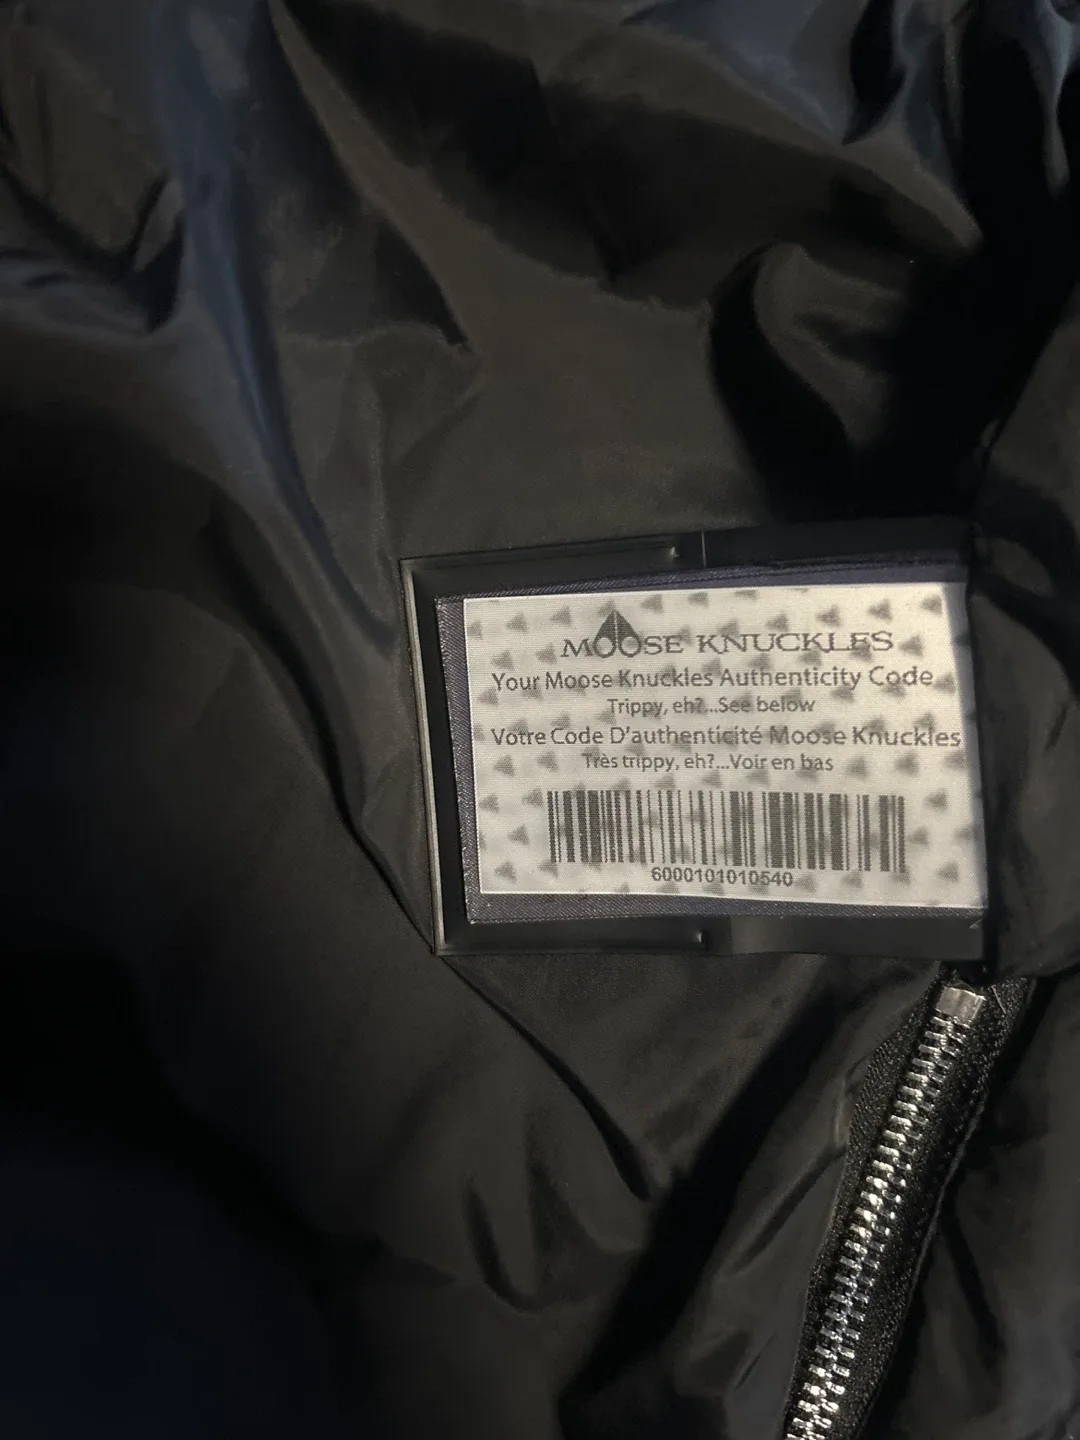 MOOSE KNUCKLES
Your Moose Knuckles Authenticity Code
Trippy, eh?...See below
Votre Code D'authenticité Moose Knuckles
Très trippy, eh?...Voir en bas
6000101010540